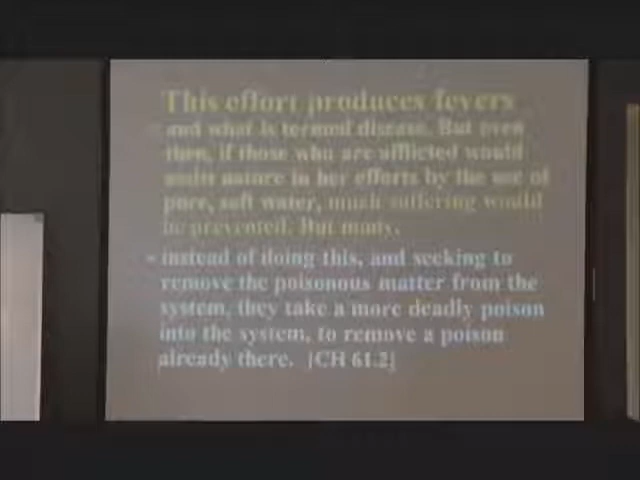 This effort produces fevers
and what is termed disease. But even
then, if those who are afflicted would
assist nature in her efforts by the use of
pure, soft water, much suffering would
be prevented. But many,
- instead of doing this, and seeking to
remove the poisonous matter from the
system, they take a more deadly poison
into the system, to remove a poison
already there. [CH 61.2]